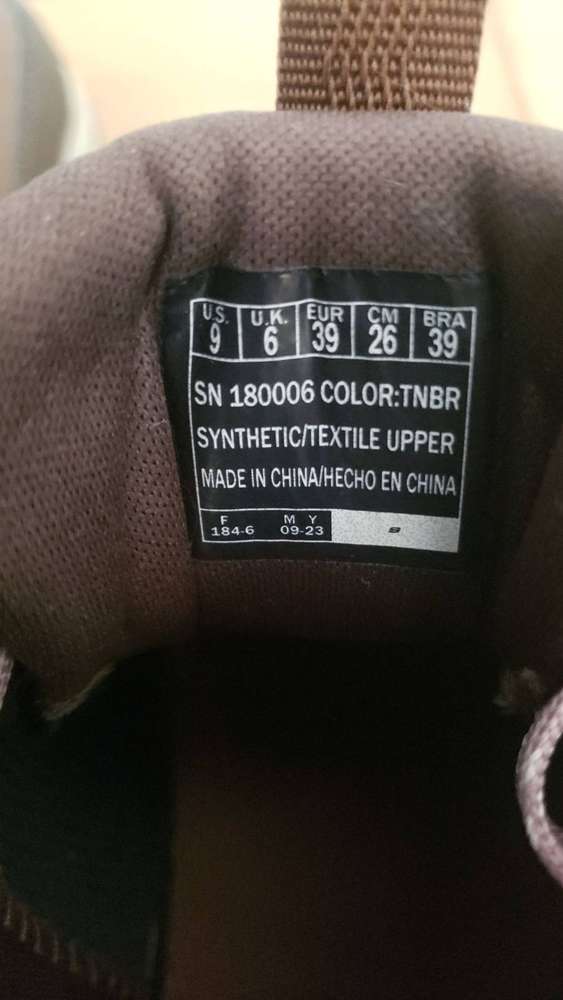 U.S. U.K. EUR CM BRA
9 6 39 26 39
SN 180006 COLOR:TNBR
SYNTHETIC/TEXTILE UPPER
MADE IN CHINA/HECHO EN CHINA
F M Y
184-6 09-23